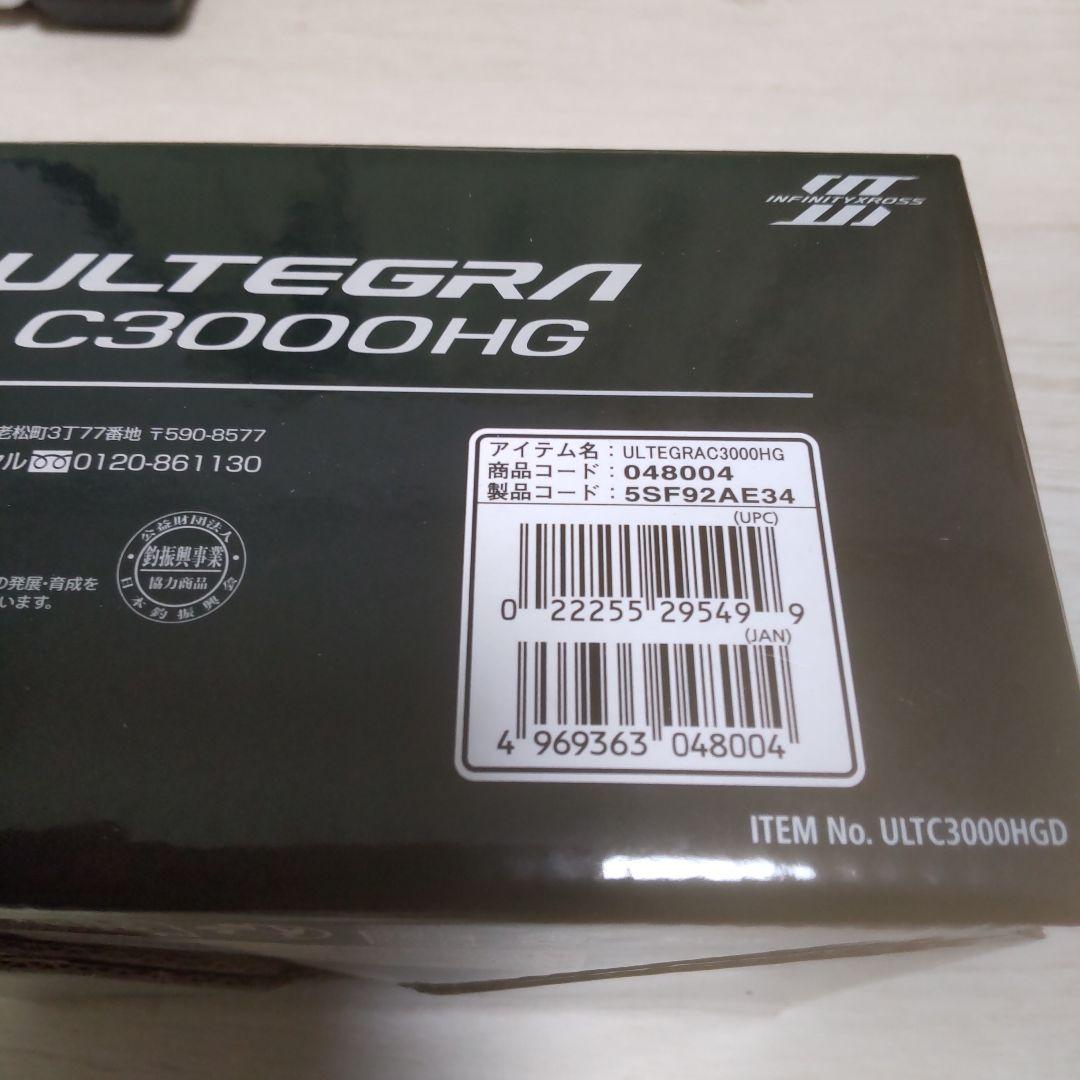 INFINITYXROSS
ULTEGRA
C3000HG
老松町3丁77番地 〒590-8577
ヤル 0120-861130
アイテム名：ULTEGRAC3000HG
商品コード：048004
製品コード：5SF92AE34
(UPC)
0 22255 29549 9
(JAN)
4 969363 048004
公益財団法人
釣振興事業
協力商品
日本釣振興会
の発展・育成を
います。
ITEM No. ULTC3000HGD